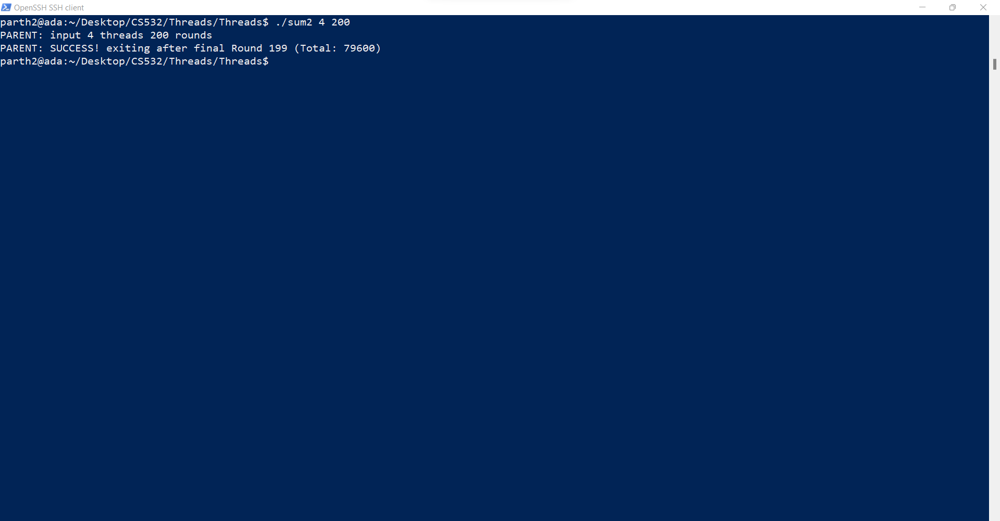 OpenSSH SSH client
parth2@ada:~/Desktop/CS532/Threads/Threads$ ./sum2 4 200
PARENT: input 4 threads 200 rounds
PARENT: SUCCESS! exiting after final Round 199 (Total: 79600)
parth2@ada:~/Desktop/CS532/Threads/Threads$